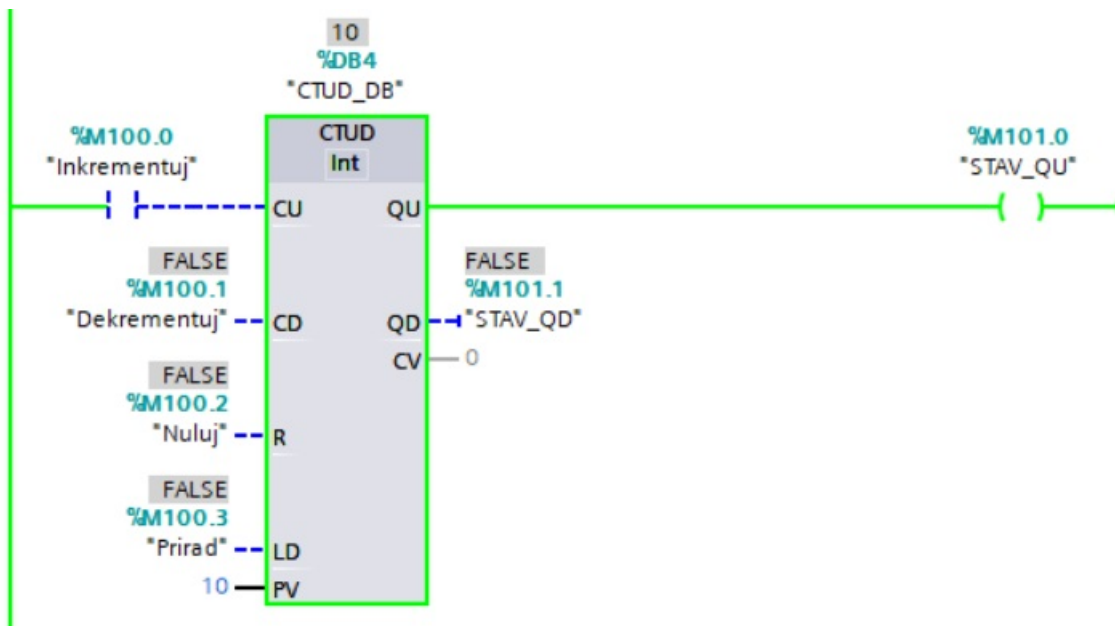 10
%DB4
"CTUD_DB"
%M100.0
"Inkrementuj"
CTUD
Int
%M101.0
"STAV_QU"
CU QU
FALSE
%M100.1
"Dekrementuj"
CD QD
FALSE
%M101.1
"STAV_QD"
CV 0
FALSE
%M100.2
"Nuluj"
R
FALSE
%M100.3
"Prirad"
LD
10 PV